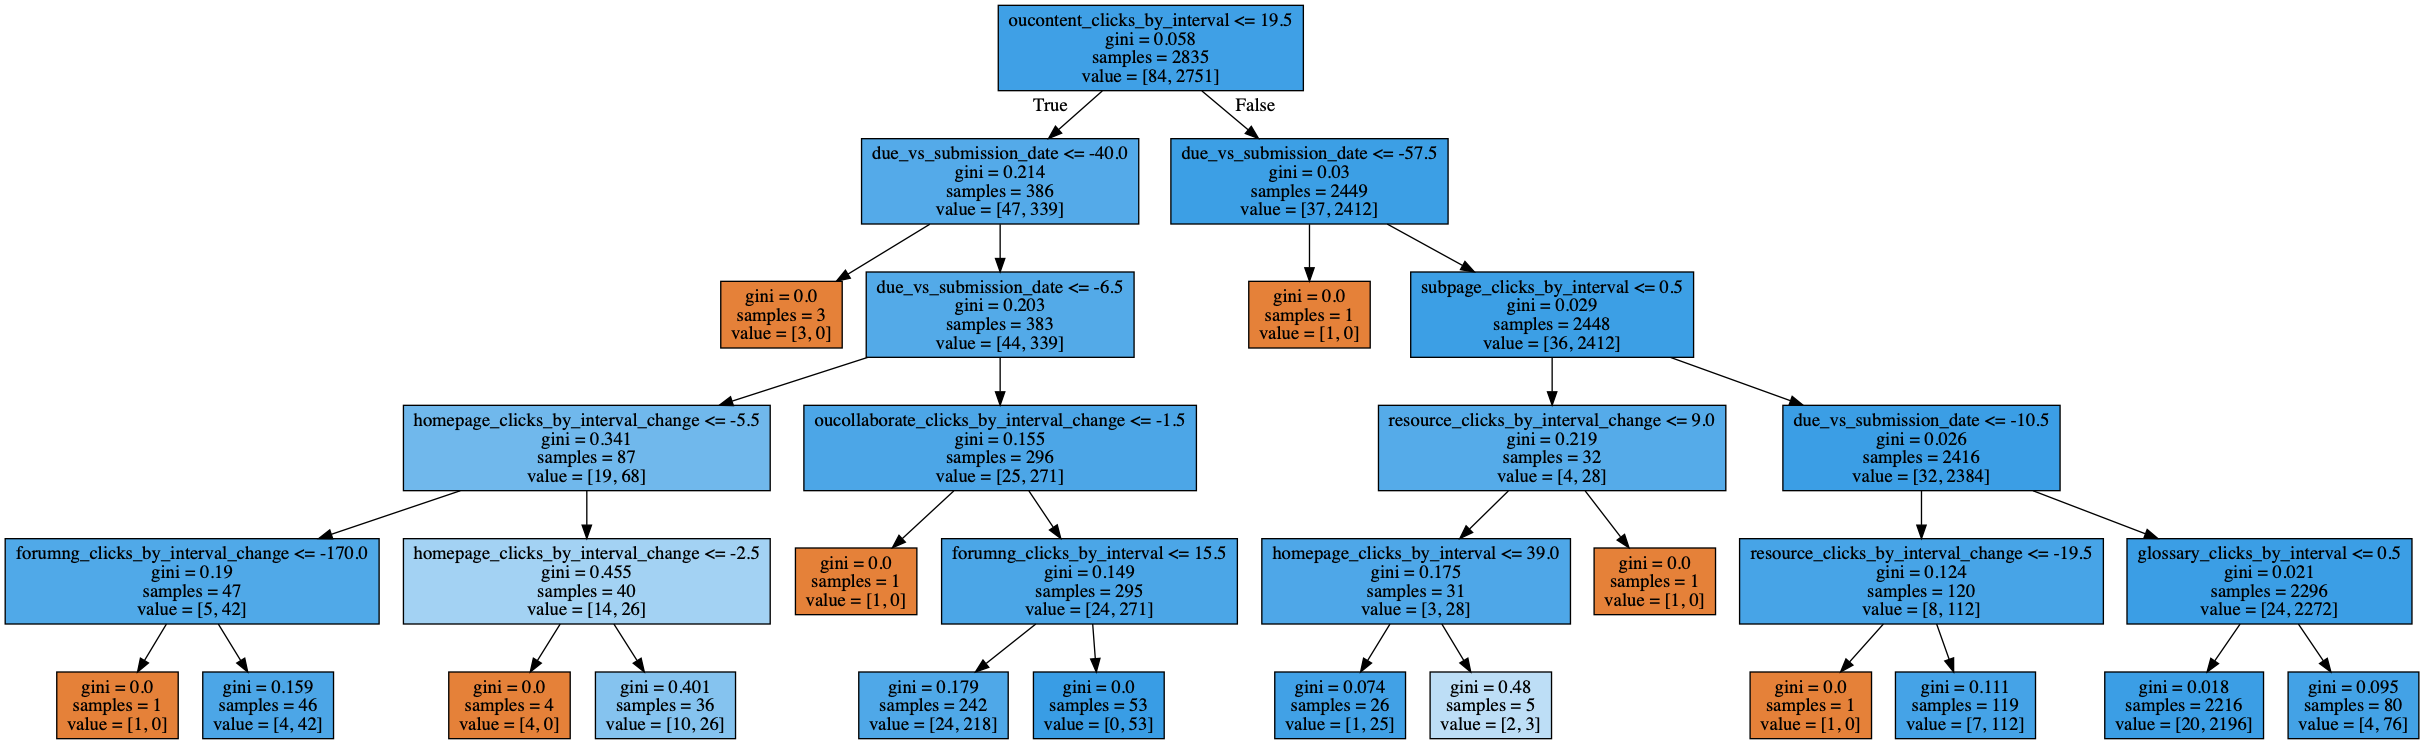 oucontent_clicks_by_interval <= 19.5
gini = 0.058
samples = 2835
value = [84, 2751]
True
False
due_vs_submission_date <= -40.0
gini = 0.214
samples = 386
value = [47, 339]
due_vs_submission_date <= -57.5
gini = 0.03
samples = 2449
value = [37, 2412]
gini = 0.0
samples = 3
value = [3, 0]
due_vs_submission_date <= -6.5
gini = 0.203
samples = 383
value = [44, 339]
gini = 0.0
samples = 1
value = [1, 0]
subpage_clicks_by_interval <= 0.5
gini = 0.029
samples = 2448
value = [36, 2412]
homepage_clicks_by_interval_change <= -5.5
gini = 0.341
samples = 87
value = [19, 68]
oucollaborate_clicks_by_interval_change <= -1.5
gini = 0.155
samples = 296
value = [25, 271]
resource_clicks_by_interval_change <= 9.0
gini = 0.219
samples = 32
value = [4, 28]
due_vs_submission_date <= -10.5
gini = 0.026
samples = 2416
value = [32, 2384]
forumng_clicks_by_interval_change <= -170.0
gini = 0.19
samples = 47
value = [5, 42]
homepage_clicks_by_interval_change <= -2.5
gini = 0.455
samples = 40
value = [14, 26]
gini = 0.0
samples = 1
value = [1, 0]
forumng_clicks_by_interval <= 15.5
gini = 0.149
samples = 295
value = [24, 271]
homepage_clicks_by_interval <= 39.0
gini = 0.175
samples = 31
value = [3, 28]
gini = 0.0
samples = 1
value = [1, 0]
resource_clicks_by_interval_change <= -19.5
gini = 0.124
samples = 120
value = [8, 112]
glossary_clicks_by_interval <= 0.5
gini = 0.021
samples = 2296
value = [24, 2272]
gini = 0.0
samples = 1
value = [1, 0]
gini = 0.159
samples = 46
value = [4, 42]
gini = 0.0
samples = 4
value = [4, 0]
gini = 0.401
samples = 36
value = [10, 26]
gini = 0.179
samples = 242
value = [24, 218]
gini = 0.0
samples = 53
value = [0, 53]
gini = 0.074
samples = 26
value = [1, 25]
gini = 0.48
samples = 5
value = [2, 3]
gini = 0.0
samples = 1
value = [1, 0]
gini = 0.111
samples = 119
value = [7, 112]
gini = 0.018
samples = 2216
value = [20, 2196]
gini = 0.095
samples = 80
value = [4, 76]